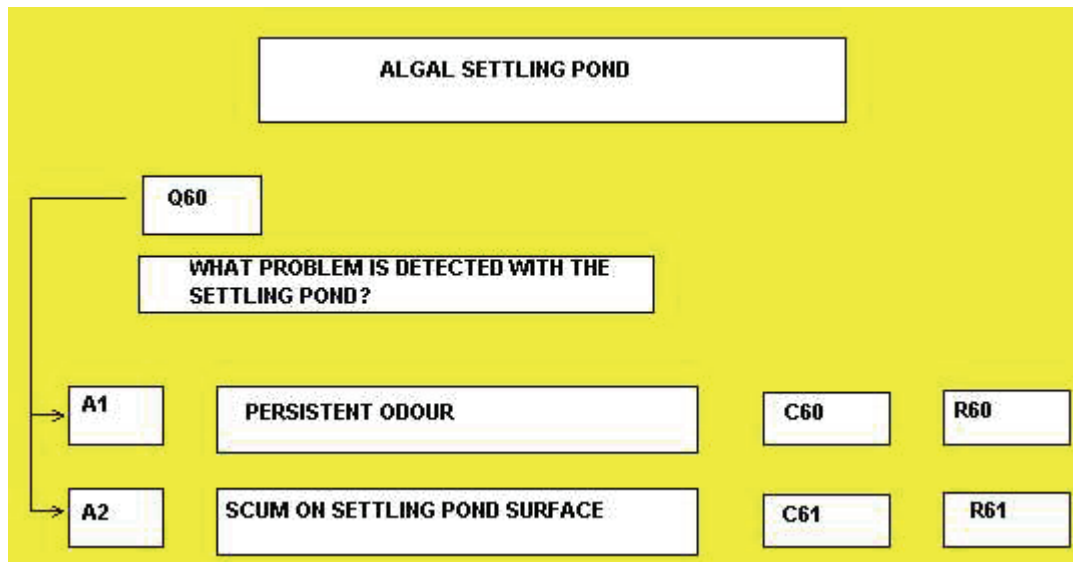 ALGAL SETTLING POND
Q60
WHAT PROBLEM IS DETECTED WITH THE
SETTLING POND?
A1 PERSISTENT ODOUR C60 R60
A2 SCUM ON SETTLING POND SURFACE C61 R61